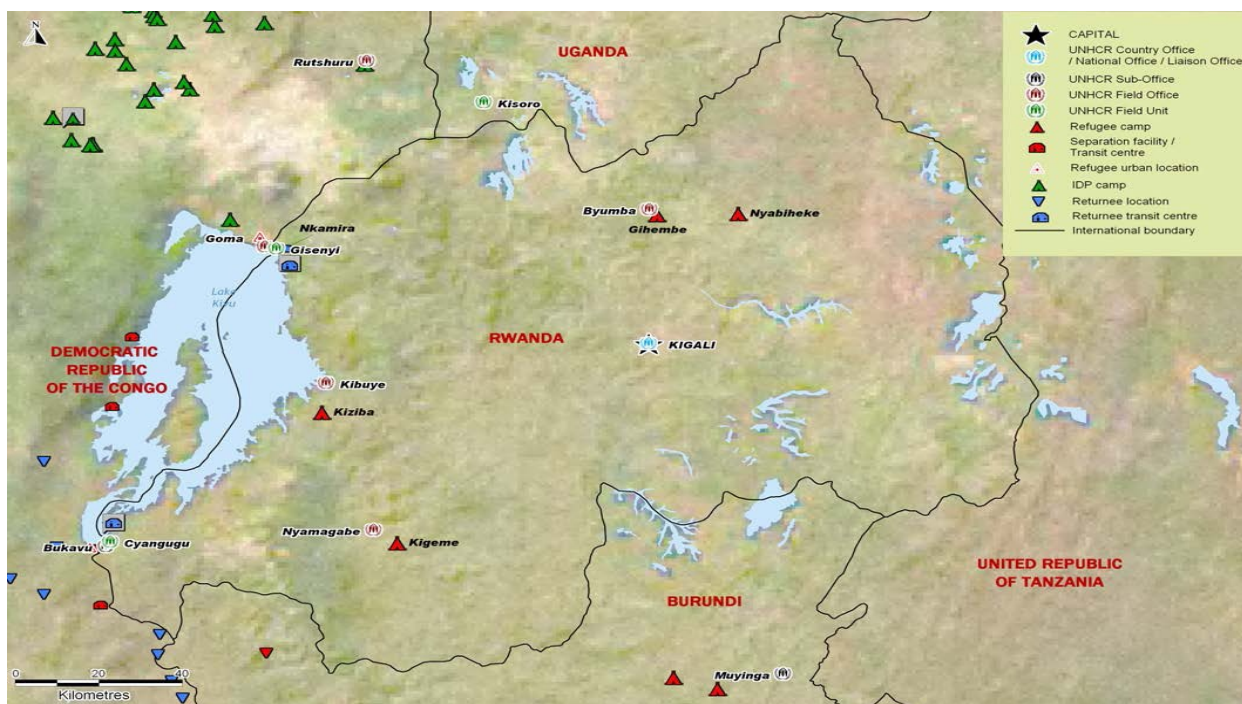 N
UGANDA
Rutshuru
Kisoro
CAPITAL
UNHCR Country Office
/ National Office / Liaison Office
UNHCR Sub-Office
UNHCR Field Office
UNHCR Field Unit
Refugee camp
Separation facility /
Transit centre
Refugee urban location
IDP camp
Returnee location
Returnee transit centre
International boundary
Byumba
Gihembe
Nyabiheke
Nkamira
Goma
Gisenyi
Lake
Kivu
RWANDA
KIGALI
DEMOCRATIC
REPUBLIC
OF THE CONGO
Kibuye
Kiziba
Nyamagabe
Kigeme
Bukavu
Cyangugu
UNITED REPUBLIC
OF TANZANIA
BURUNDI
Muyinga
0 20 40
Kilometres